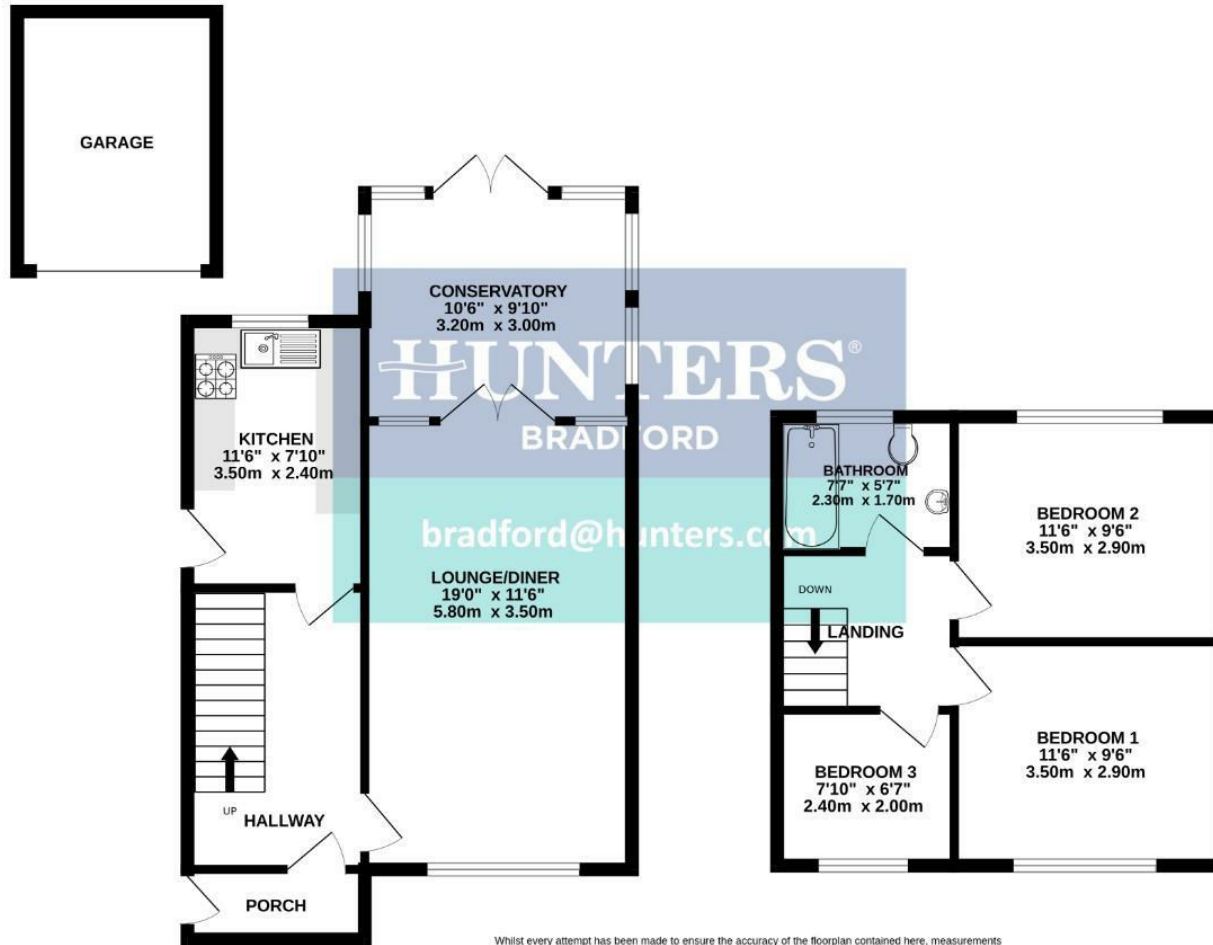 GARAGE
CONSERVATORY
10'6" x 9'10"
3.20m x 3.00m
HUNTERS®
BRADFORD
bradford@hunters.com
KITCHEN
11'6" x 7'10"
3.50m x 2.40m
LOUNGE/DINER
19'0" x 11'6"
5.80m x 3.50m
UP
HALLWAY
PORCH
BATHROOM
7'7" x 5'7"
2.30m x 1.70m
BEDROOM 2
11'6" x 9'6"
3.50m x 2.90m
DOWN
LANDING
BEDROOM 1
11'6" x 9'6"
3.50m x 2.90m
BEDROOM 3
7'10" x 6'7"
2.40m x 2.00m
Whilst every attempt has been made to ensure the accuracy of the floorplan contained here, measurements